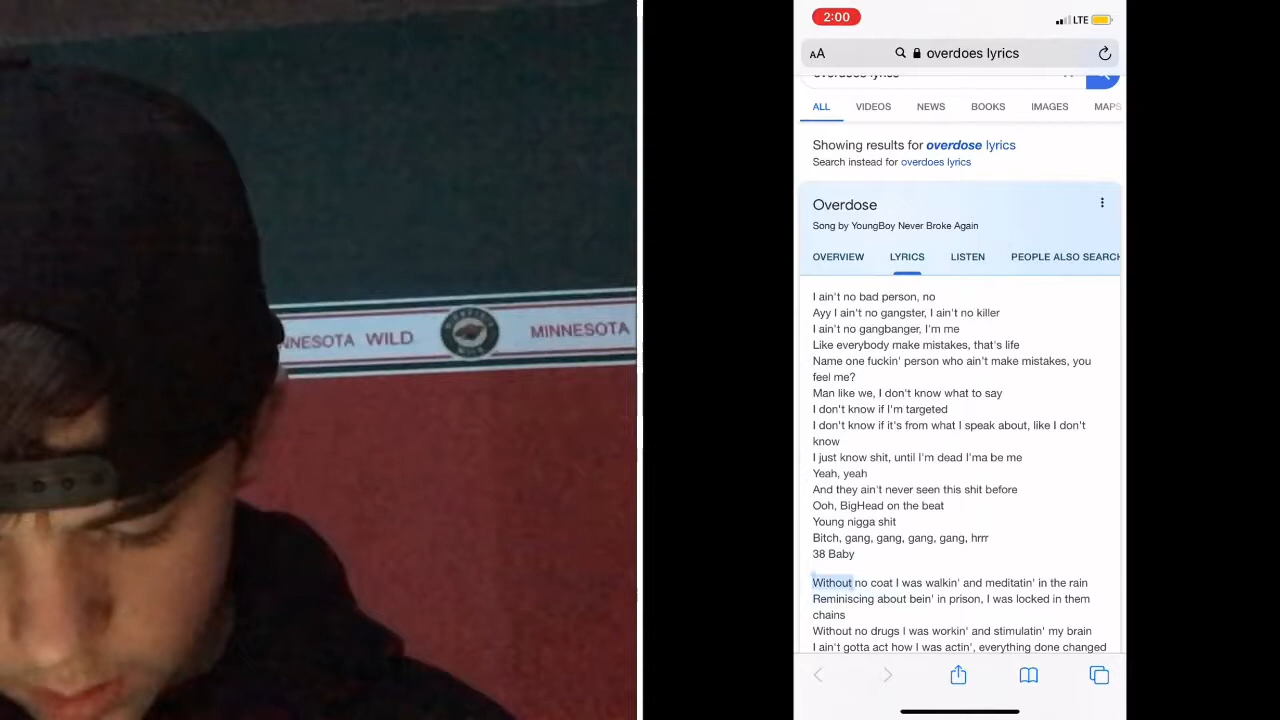 NNESOTA WILD
MINNESOTA
2:00
LTE
AA
overdoes lyrics
ALL VIDEOS NEWS BOOKS IMAGES MAPS
Showing results for overdose lyrics
Search instead for overdoes lyrics
Overdose
Song by YoungBoy Never Broke Again
OVERVIEW LYRICS LISTEN PEOPLE ALSO SEARCH
I ain't no bad person, no
Ayy I ain't no gangster, I ain't no killer
I ain't no gangbanger, I'm me
Like everybody make mistakes, that's life
Name one fuckin' person who ain't make mistakes, you
feel me?
Man like we, I don't know what to say
I don't know if I'm targeted
I don't know if it's from what I speak about, like I don't
know
I just know shit, until I'm dead I'ma be me
Yeah, yeah
And they ain't never seen this shit before
Ooh, BigHead on the beat
Young nigga shit
Bitch, gang, gang, gang, gang, hrrr
38 Baby
Without no coat I was walkin' and meditatin' in the rain
Reminiscing about bein' in prison, I was locked in them
chains
Without no drugs I was workin' and stimulatin' my brain
I ain't gotta act how I was actin', everything done changed